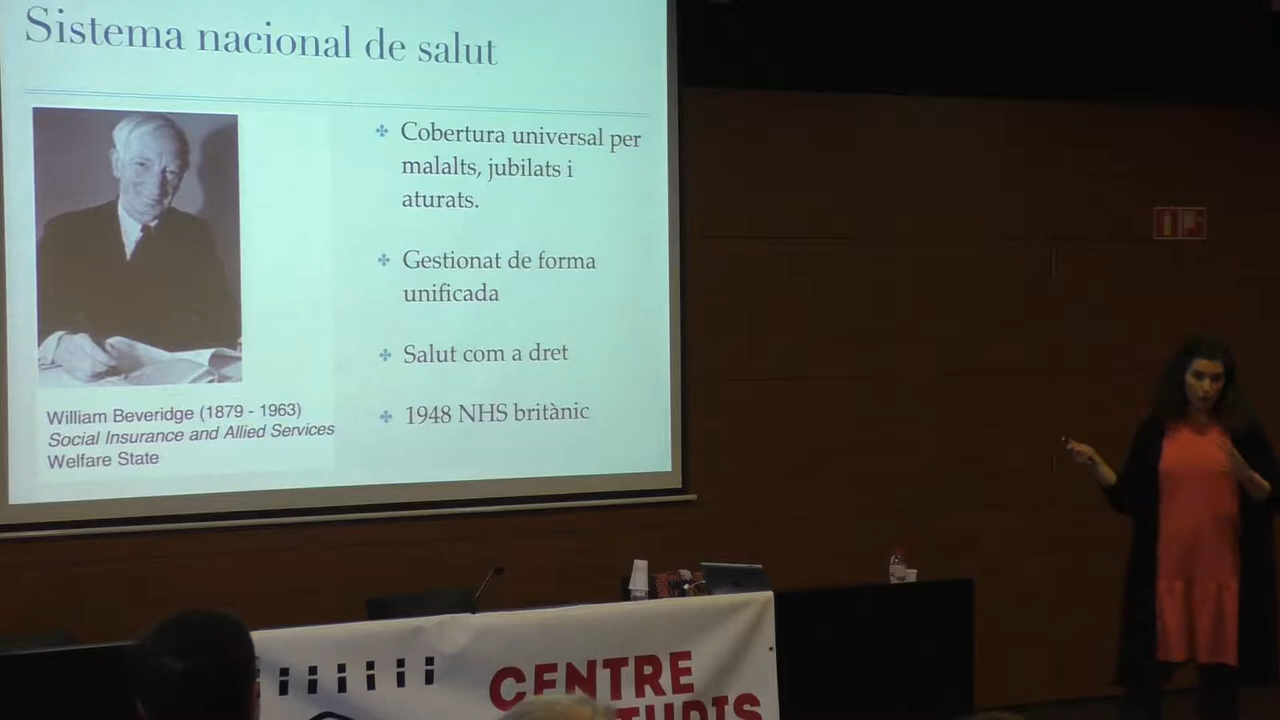 Sistema nacional de salut
Cobertura universal per
malalts, jubilats i
aturats.
Gestionat de forma
unificada
Salut com a dret
1948 NHS britànic
William Beveridge (1879 - 1963)
Social Insurance and Allied Services
Welfare State
CENTRE